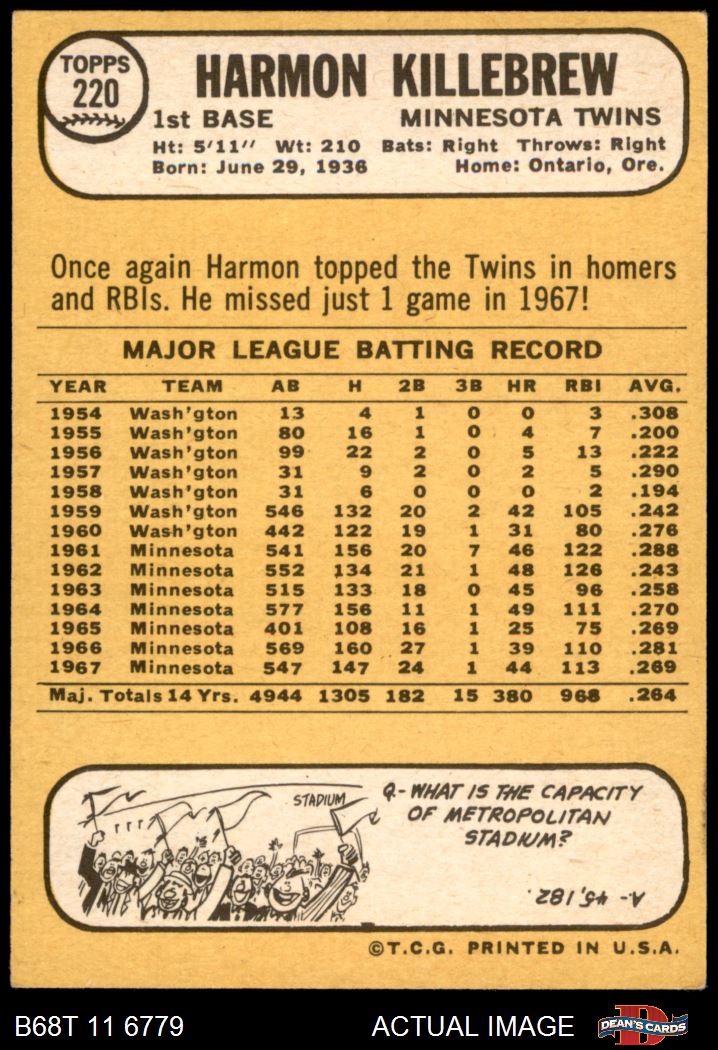 TOPPS
220
HARMON KILLEBREW
1st BASE MINNESOTA TWINS
Ht: 5'11" Wt: 210 Bats: Right Throws: Right
Born: June 29, 1936 Home: Ontario, Ore.
Once again Harmon topped the Twins in homers
and RBIs. He missed just 1 game in 1967!
MAJOR LEAGUE BATTING RECORD
YEAR TEAM AB H 2B 3B HR RBI AVG.
1954 Wash'gton 13 4 1 0 0 3 .308
1955 Wash'gton 80 16 1 0 4 7 .200
1956 Wash'gton 99 22 2 0 5 13 .222
1957 Wash'gton 31 9 2 0 2 5 .290
1958 Wash'gton 31 6 0 0 0 2 .194
1959 Wash'gton 546 132 20 2 42 105 .242
1960 Wash'gton 442 122 19 1 31 80 .276
1961 Minnesota 541 156 20 7 46 122 .288
1962 Minnesota 552 134 21 1 48 126 .243
1963 Minnesota 515 133 18 0 45 96 .258
1964 Minnesota 577 156 11 1 49 111 .270
1965 Minnesota 401 108 16 1 25 75 .269
1966 Minnesota 569 160 27 1 39 110 .281
1967 Minnesota 547 147 24 1 44 113 .269
Maj. Totals 14 Yrs. 4944 1305 182 15 380 968 .264
STADIUM
Q-WHAT IS THE CAPACITY
OF METROPOLITAN
STADIUM?
A- 45,182.
©T.C.G. PRINTED IN U.S.A.
B68T 11 6779 ACTUAL IMAGE
D
DEAN'S CARDS